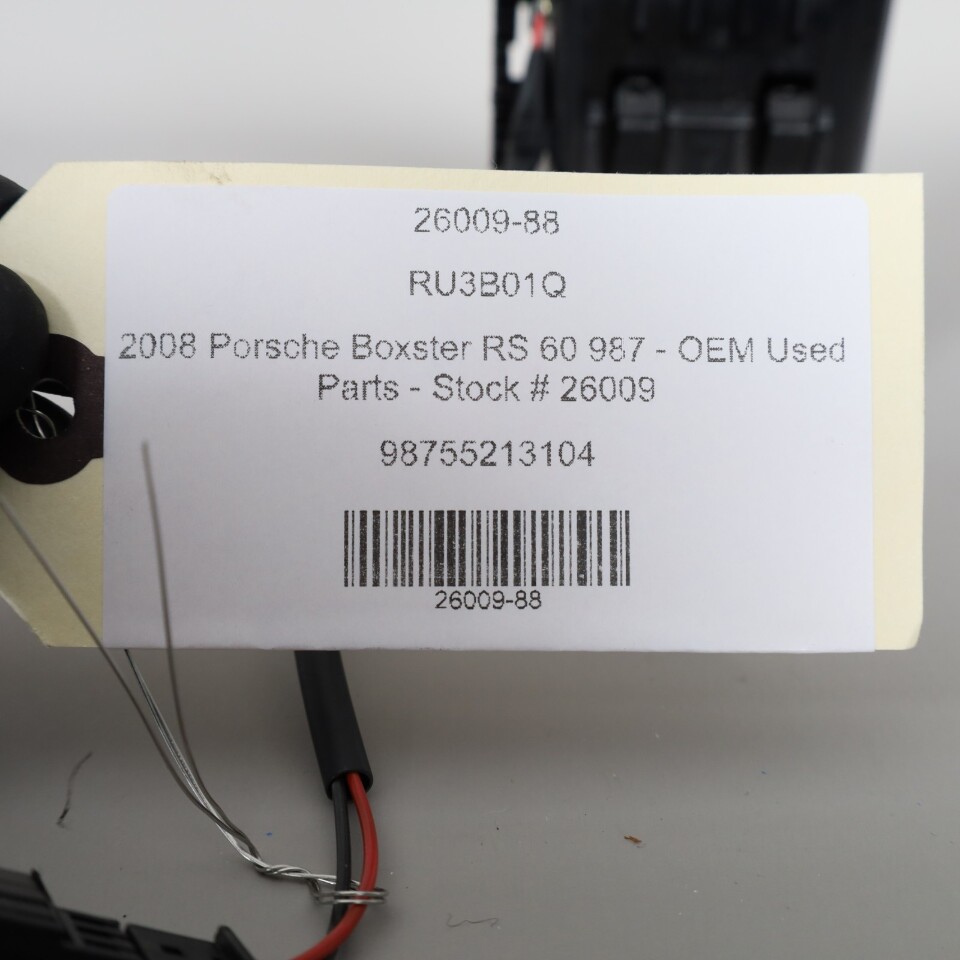 26009-88
RU3B01Q
2008 Porsche Boxster RS 60 987 - OEM Used
Parts - Stock # 26009
98755213104
26009-88